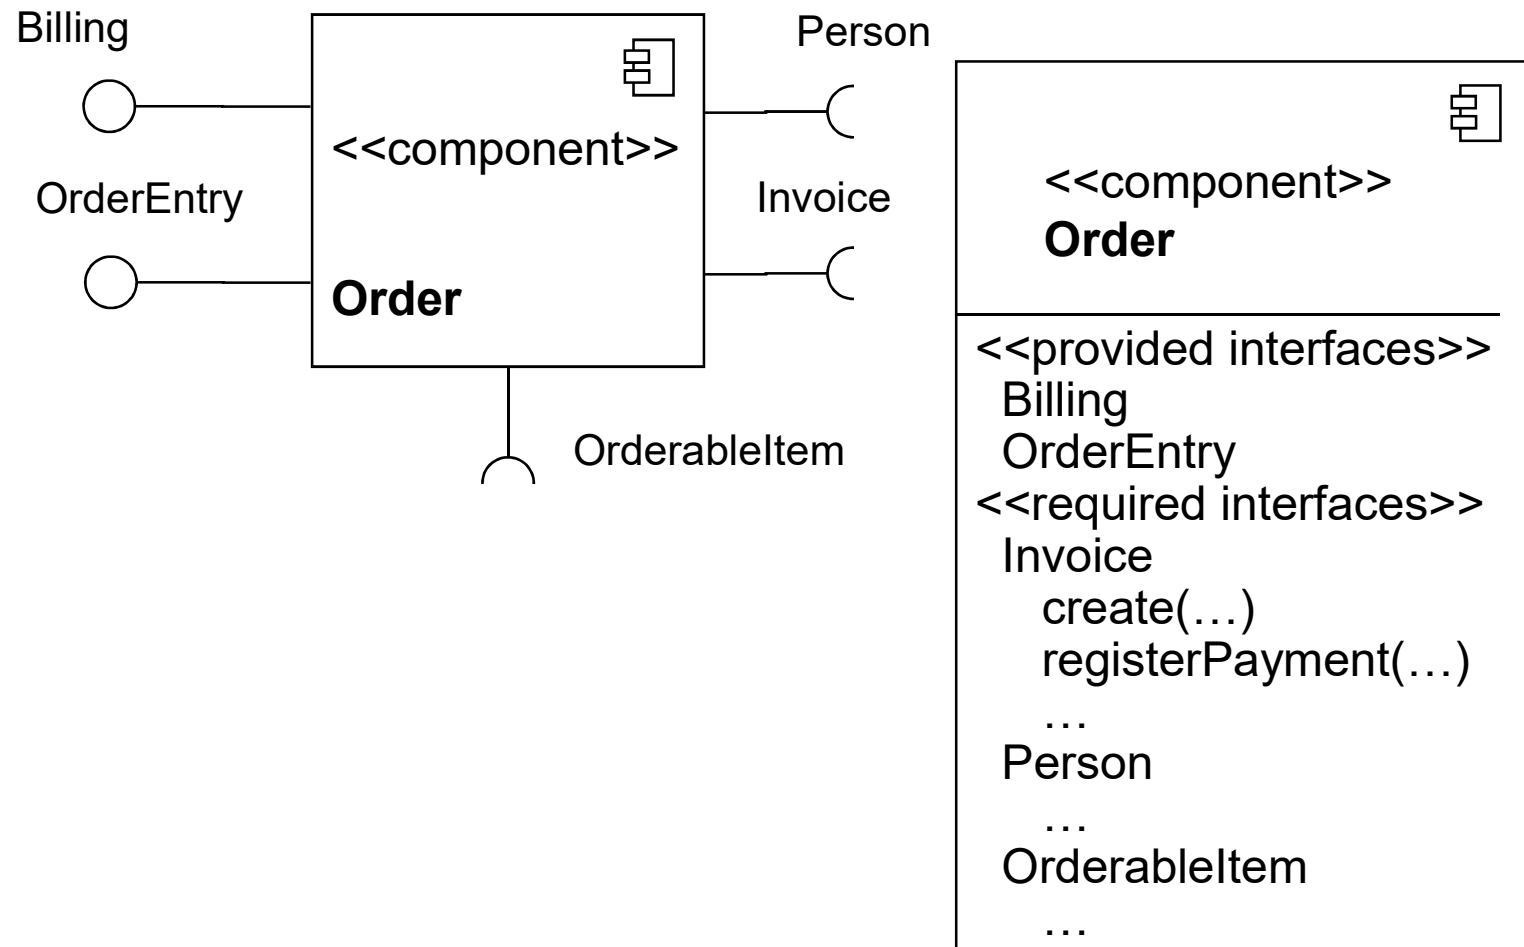 Billing
Person
<<component>>
OrderEntry
Invoice
Order
OrderableItem
<<component>>
Order
<<provided interfaces>>
Billing
OrderEntry
<<required interfaces>>
Invoice
create(…)
registerPayment(…)
…
Person
…
OrderableItem
…